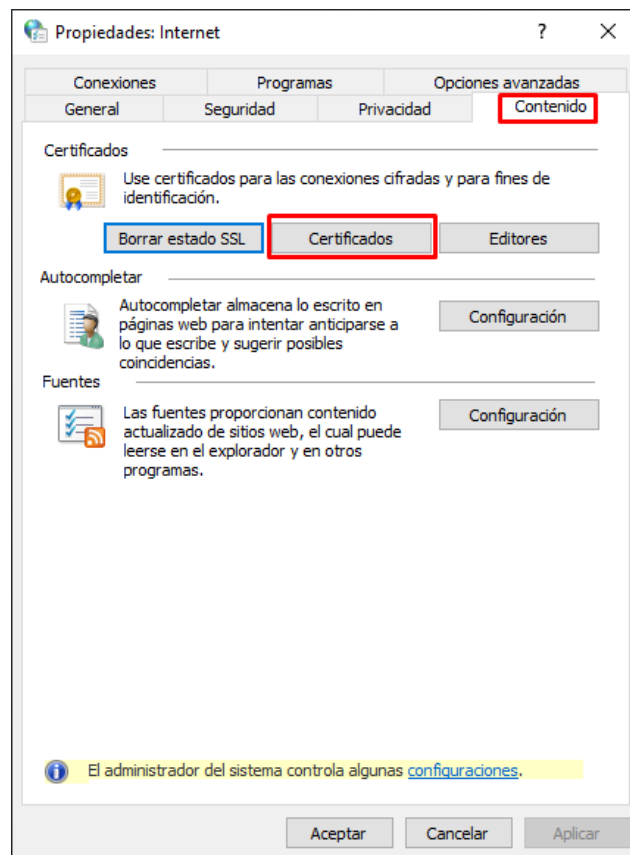 Propiedades: Internet
?
Conexiones
Programas
Opciones avanzadas
General
Seguridad
Privacidad
Contenido
Certificados
Use certificados para las conexiones cifradas y para fines de
identificación.
Borrar estado SSL
Certificados
Editores
Autocompletar
Autocompletar almacena lo escrito en
páginas web para intentar anticiparse a
lo que escribe y sugerir posibles
coincidencias.
Configuración
Fuentes
Las fuentes proporcionan contenido
actualizado de sitios web, el cual puede
leerse en el explorador y en otros
programas.
Configuración
El administrador del sistema controla algunas configuraciones.
Aceptar
Cancelar
Aplicar